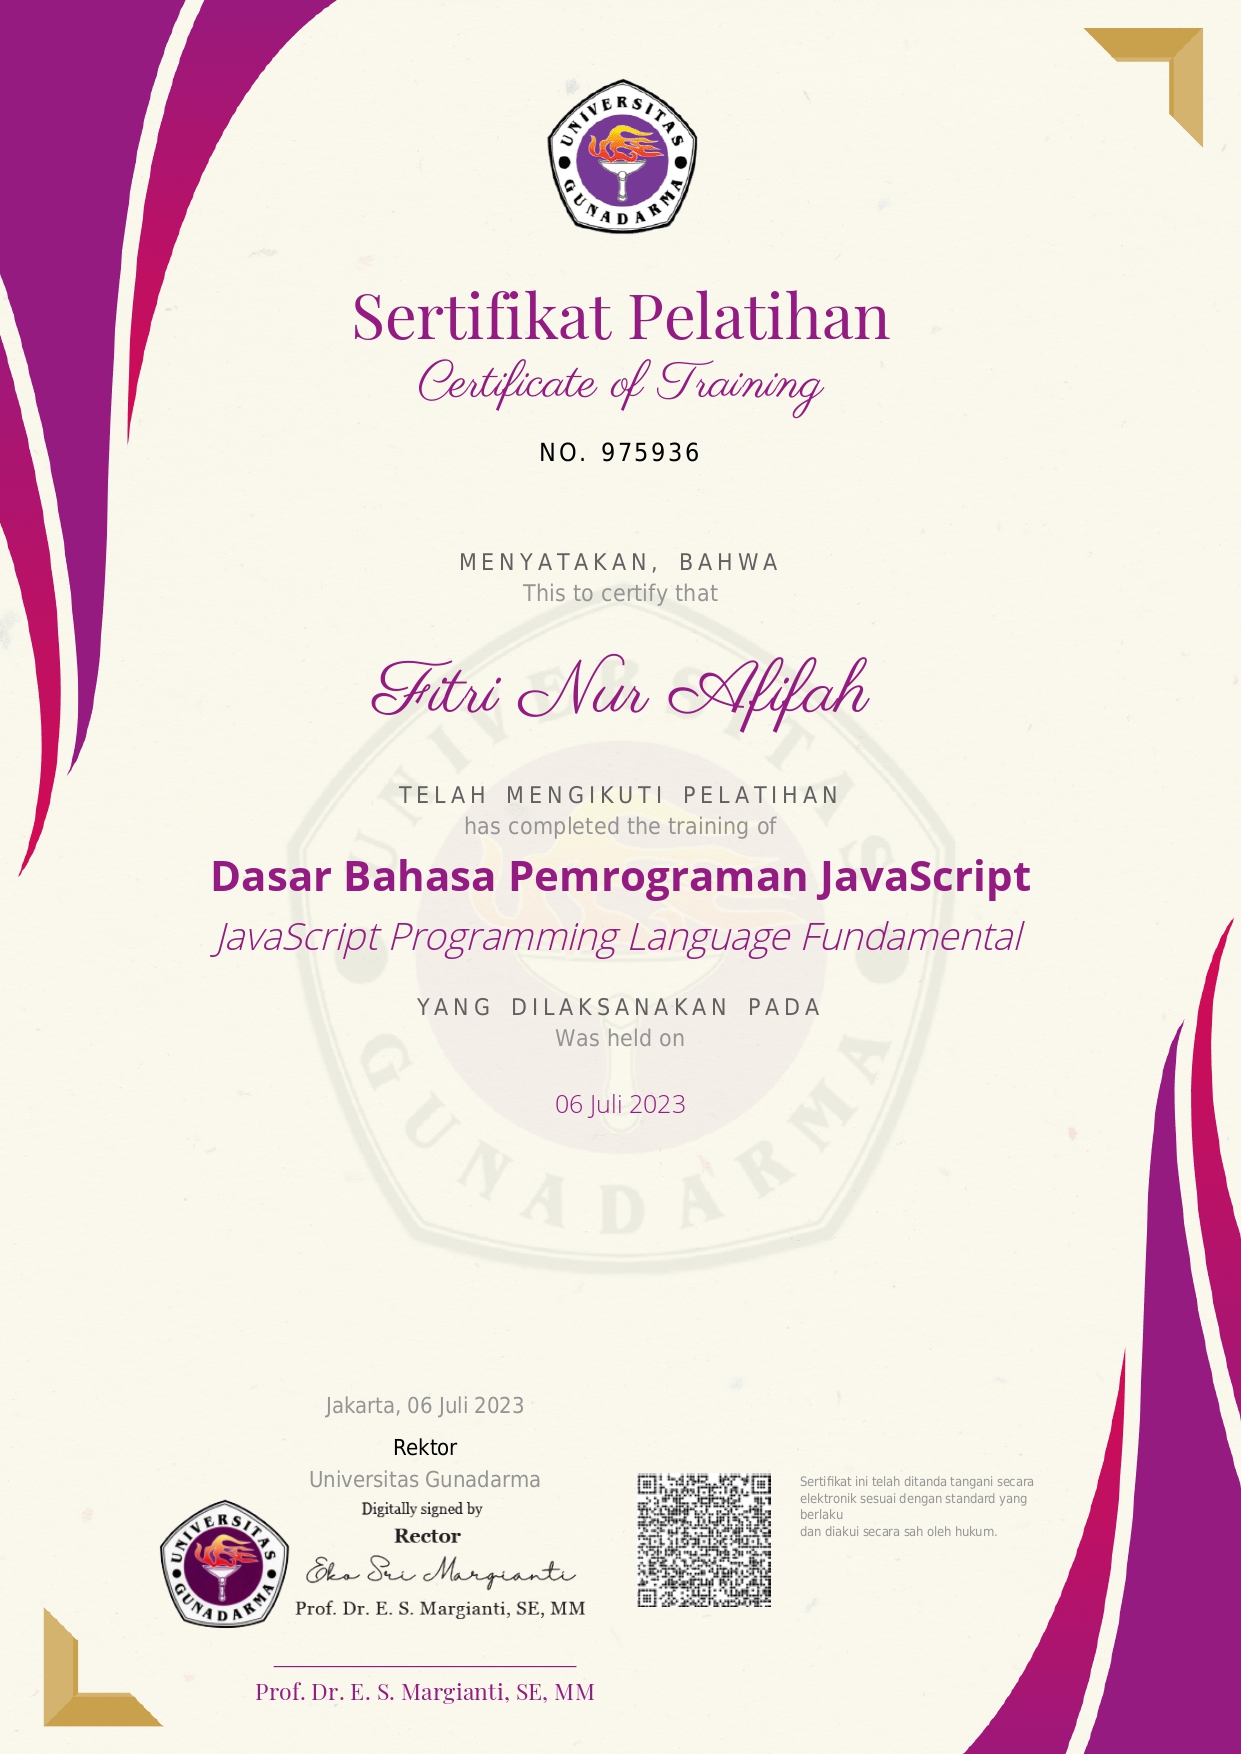 UNIVERSITAS
GUNADARMA
Sertifikat Pelatihan
Certificate of Training
NO. 975936
MENYATAKAN, BAHWA
This to certify that
Fitri Nur Afifah
TELAH MENGIKUTI PELATIHAN
has completed the training of
Dasar Bahasa Pemrograman JavaScript
JavaScript Programming Language Fundamental
YANG DILAKSANAKAN PADA
Was held on
06 Juli 2023
UNIVERSITAS
GUNADARMA
Jakarta, 06 Juli 2023
Rektor
Universitas Gunadarma
Digitally signed by
Rector
Eko Sri Margianti
Prof. Dr. E. S. Margianti, SE, MM
UNIVERSITAS
GUNADARMA
Prof. Dr. E. S. Margianti, SE, MM
Sertifikat ini telah ditanda tangani secara
elektronik sesuai dengan standard yang
berlaku
dan diakui secara sah oleh hukum.